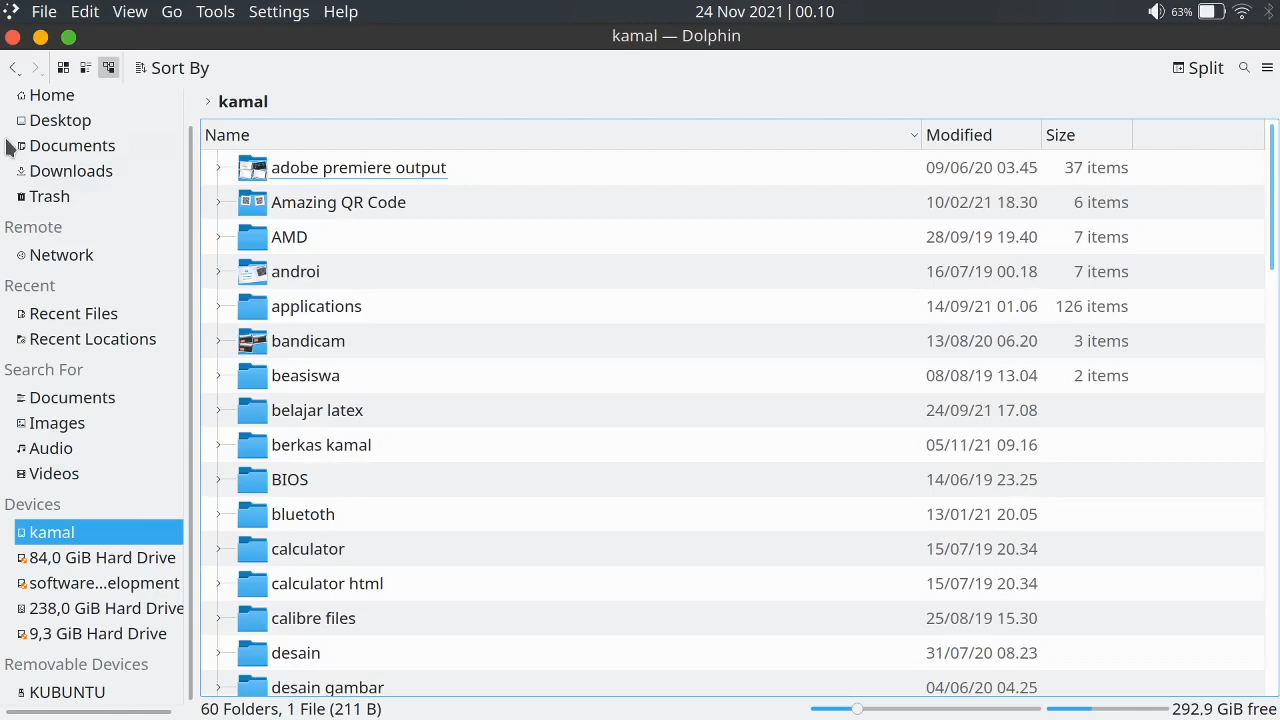 File Edit View Go Tools Settings Help 24 Nov 2021 | 00.10 63%
kamal — Dolphin
Sort By Split
Home
Desktop
Documents
Downloads
Trash
Remote
Network
Recent
Recent Files
Recent Locations
Search For
Documents
Images
Audio
Videos
Devices
kamal
84,0 GiB Hard Drive
software...elopment
238,0 GiB Hard Drive
9,3 GiB Hard Drive
Removable Devices
KUBUNTU
kamal
Name Modified Size
adobe premiere output 09/06/20 03.45 37 items
Amazing QR Code 10/02/21 18.30 6 items
AMD 28/09/19 19.40 7 items
androi 16/07/19 00.18 7 items
applications 14/09/21 01.06 126 items
bandicam 13/08/20 06.20 3 items
beasiswa 08/08/19 13.04 2 items
belajar latex 24/09/21 17.08
berkas kamal 05/11/21 09.16
BIOS 14/06/19 23.25
bluetoth 13/01/21 20.05
calculator 15/07/19 20.34
calculator html 15/07/19 20.34
calibre files 25/08/19 15.30
desain 31/07/20 08.23
desain gambar 04/06/20 04.25
60 Folders, 1 File (211 B) 292,9 GiB free